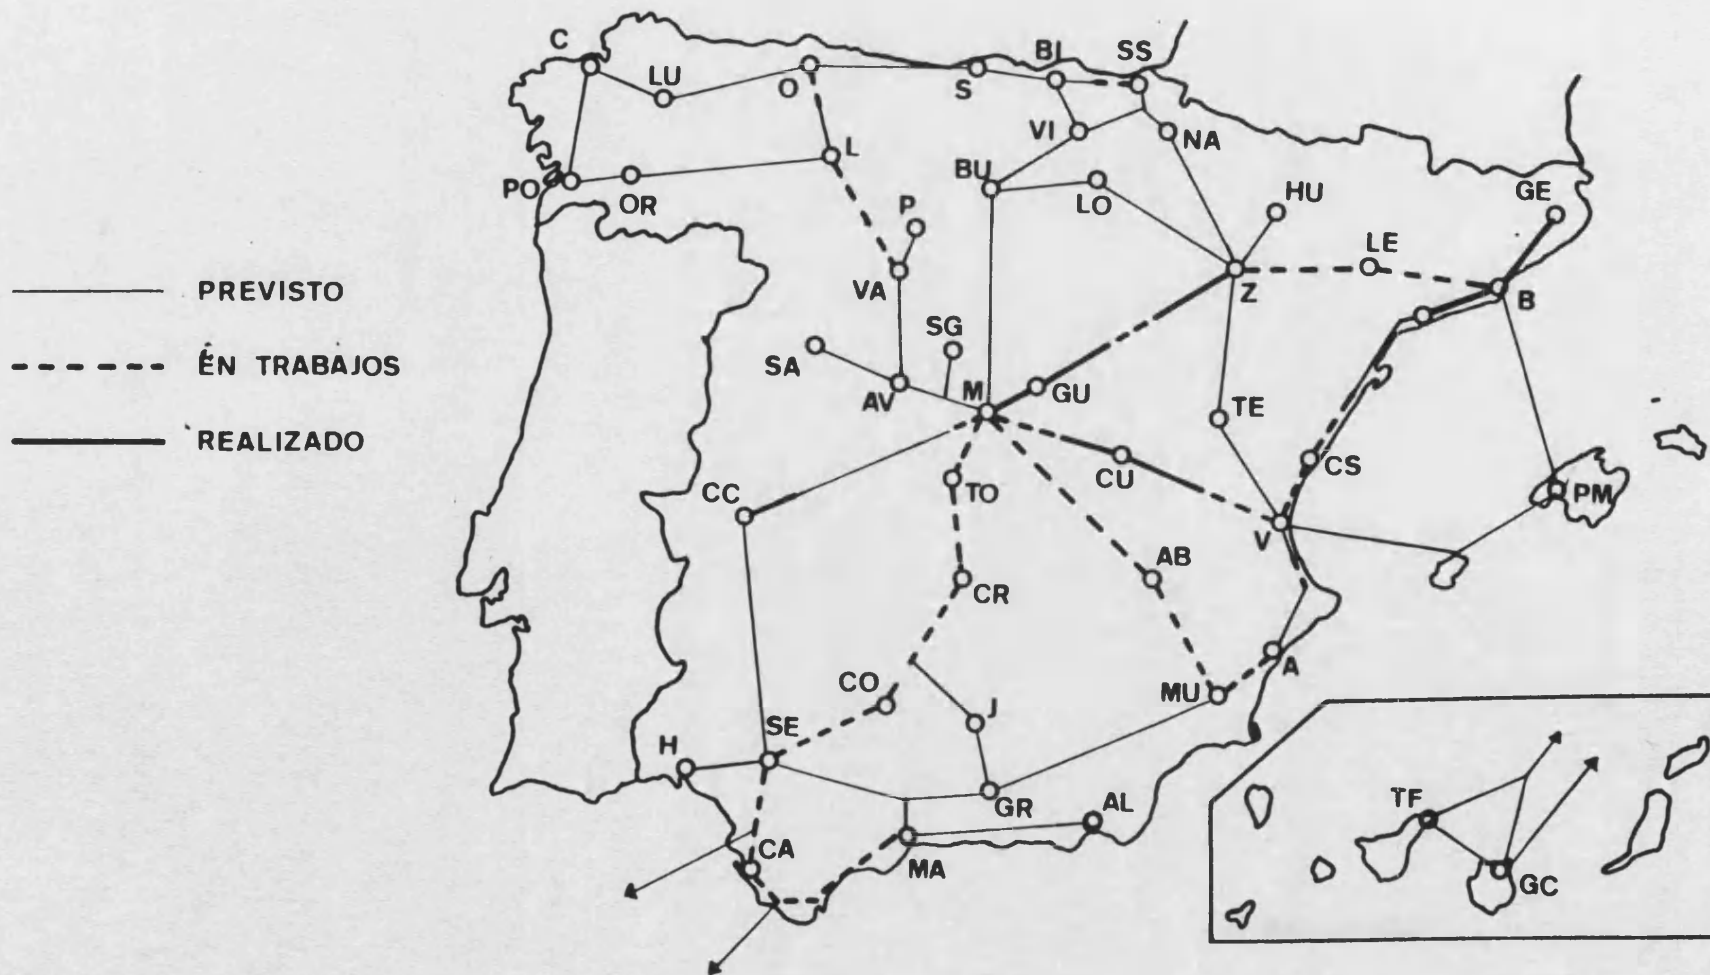 C
LU
O
S
BI
SS
L
VI
NA
PO
OR
BU
LO
HU
GE
P
LE
VA
Z
B
PREVISTO
SG
SA
EN TRABAJOS
AV
M
GU
TE
REALIZADO
CS
CC
TO
CU
PM
V
AB
CR
A
CO
MU
J
SE
H
GR
AL
TF
CA
MA
GC